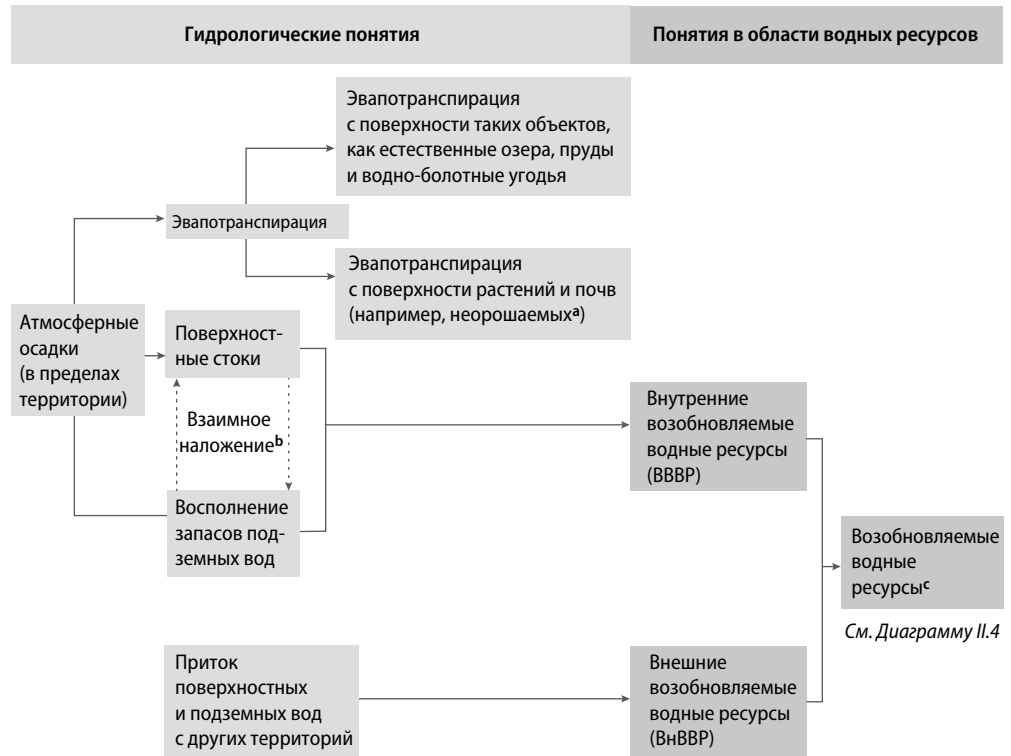 Гидрологические понятия
Понятия в области водных ресурсов
Эвапотранспирация
с поверхности таких объектов,
как естественные озера, пруды
и водно-болотные угодья
Эвапотранспирация
Эвапотранспирация
с поверхности растений и почв
(например, неорошаемыхᵃ)
Атмосферные
осадки
(в пределах
территории)
Поверхност-
ные стоки
Взаимное
наложениеᵇ
Восполнение
запасов под-
земных вод
Внутренние
возобновляемые
водные ресурсы
(ВВВР)
Возобновляемые
водные
ресурсыᶜ
См. Диаграмму II.4
Приток
поверхностных
и подземных вод
с других территорий
Внешние
возобновляемые
водные ресурсы
(ВнВВР)